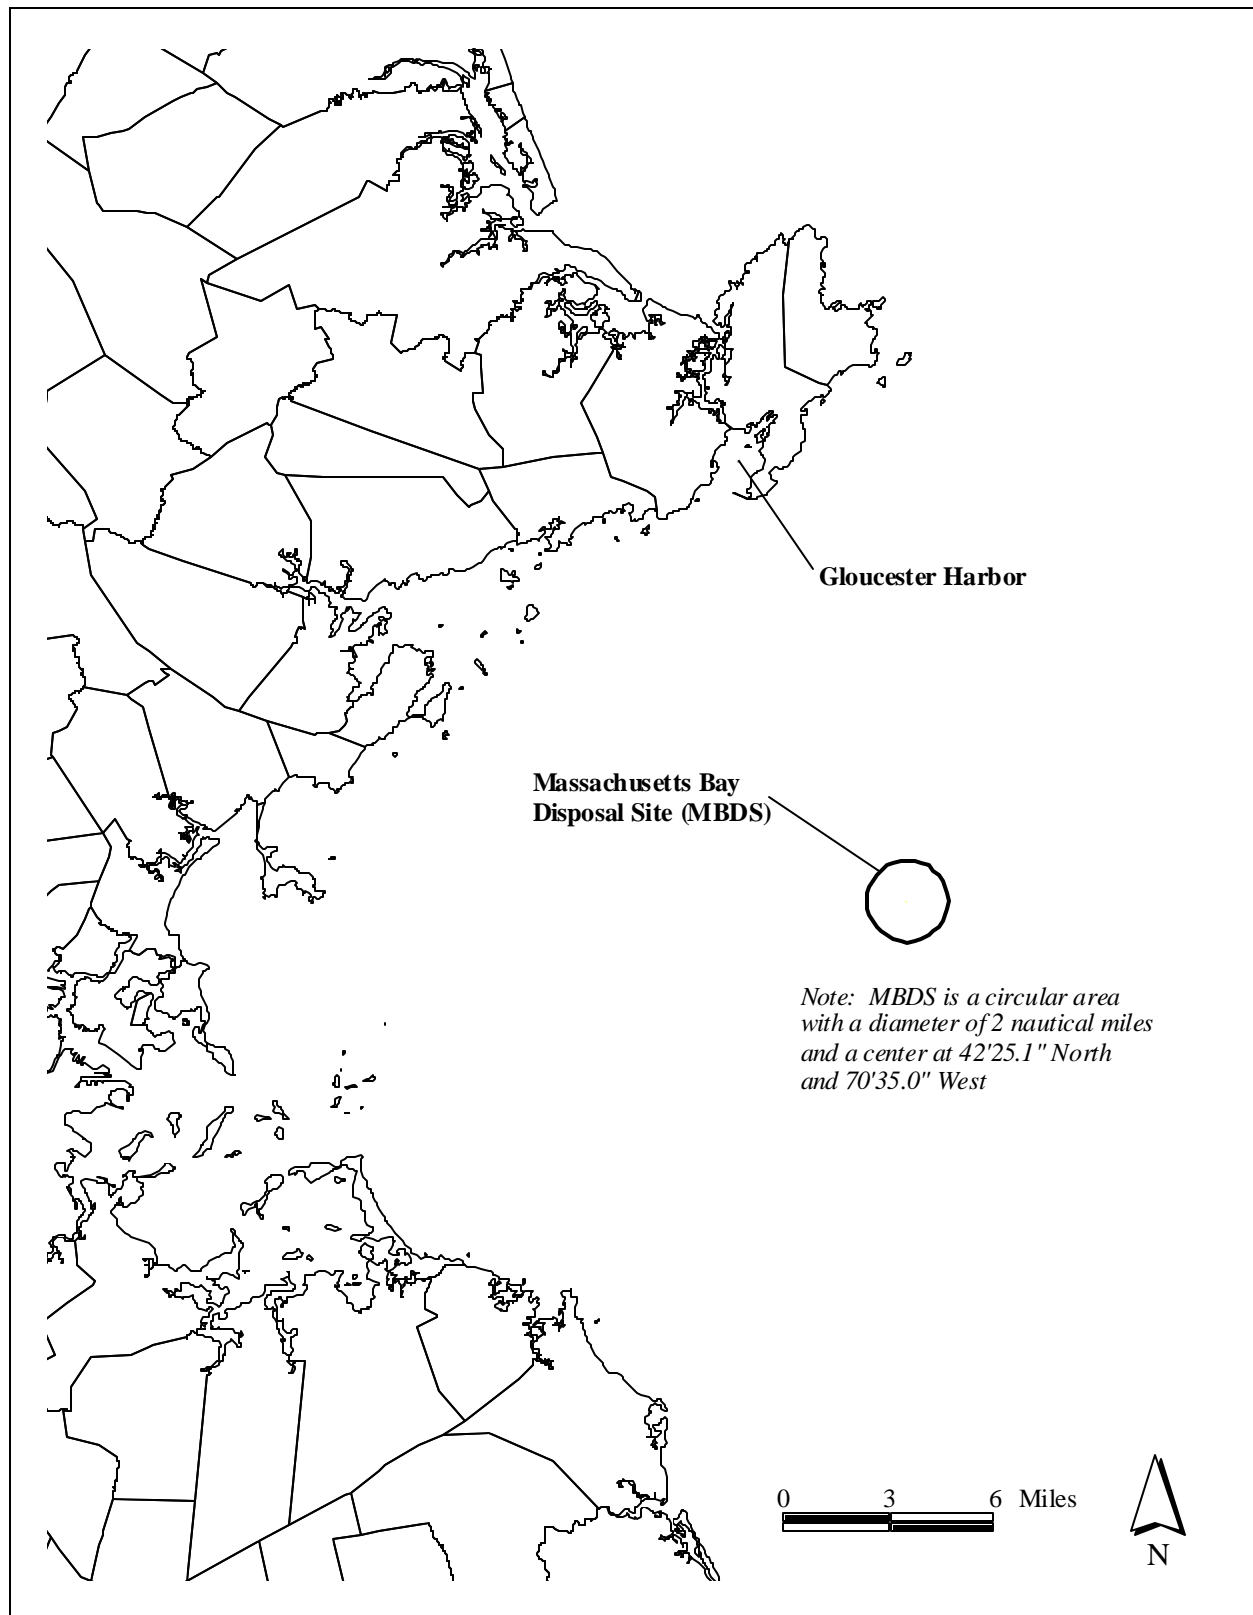 Gloucester Harbor
Massachusetts Bay
Disposal Site (MBDS)
Note:  MBDS is a circular area
with a diameter of 2 nautical miles
and a center at 42'25.1" North
and 70'35.0" West
0 3 6 Miles
N